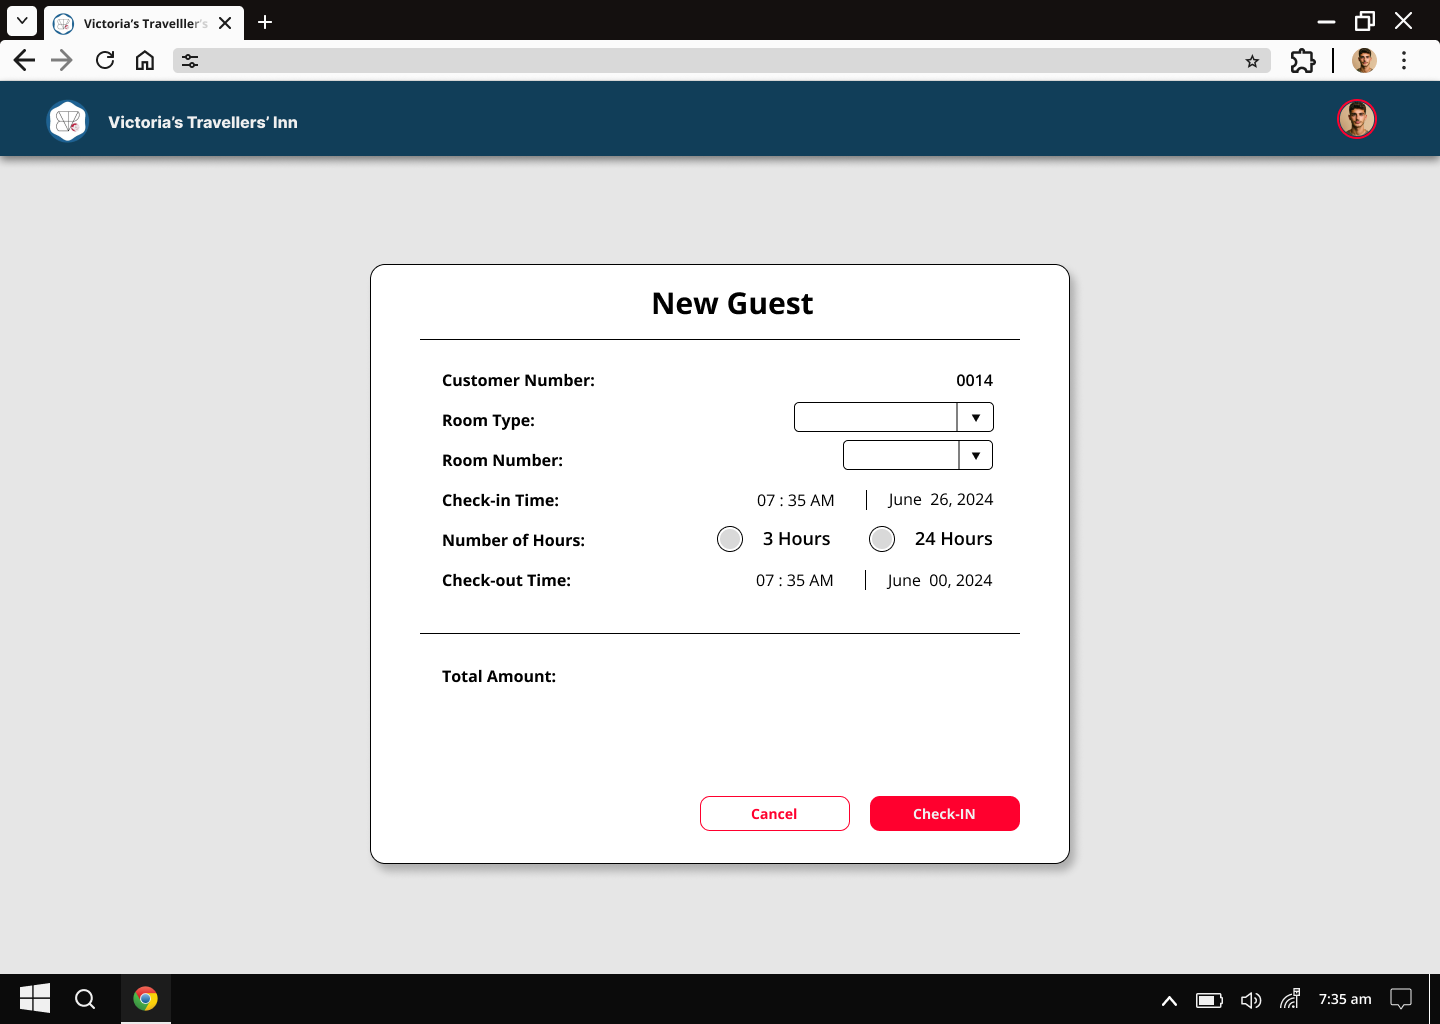 Victoria’s Travelller's
Victoria’s Travellers’ Inn
New Guest
Customer Number: 0014
Room Type:
Room Number:
Check-in Time: 07 : 35 AM June 26, 2024
Number of Hours: 3 Hours 24 Hours
Check-out Time: 07 : 35 AM June 00, 2024
Total Amount:
Cancel Check-IN
7:35 am